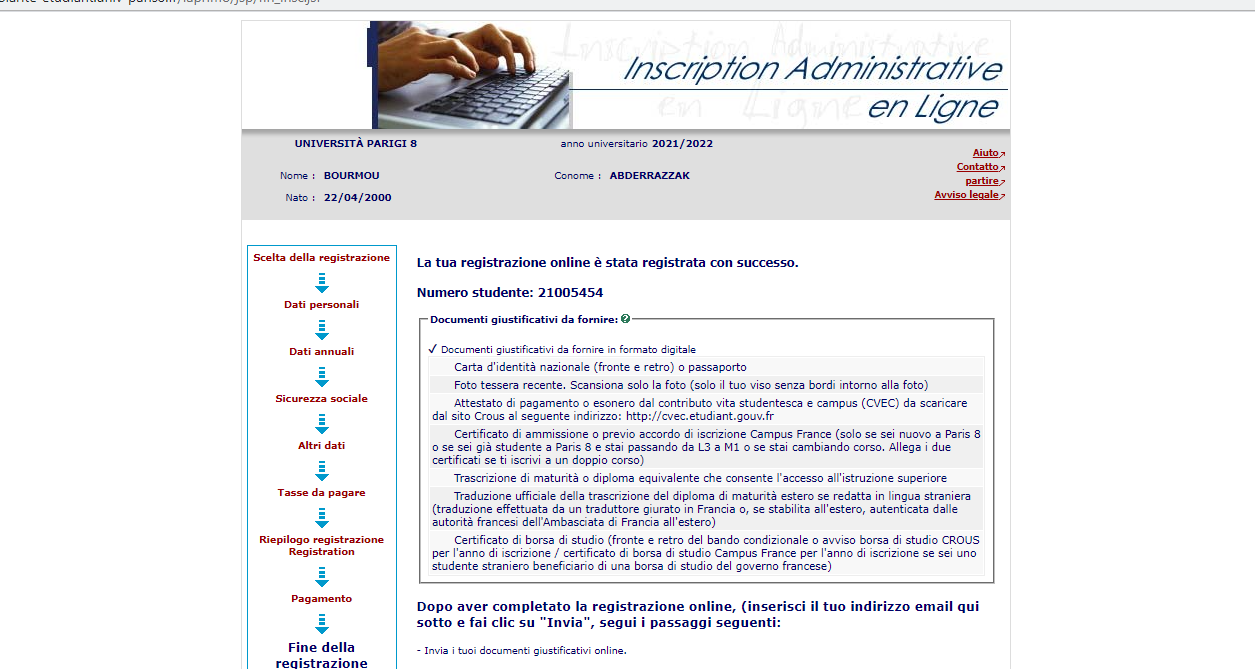 Inscription Administrative
en Ligne
UNIVERSITÀ PARIGI 8
anno universitario 2021/2022
Aiuto
Contatto
partire
Avviso legale
Nome : BOURMOU
Conome : ABDERRAZZAK
Nato : 22/04/2000
Scelta della registrazione
Dati personali
Dati annuali
Sicurezza sociale
Altri dati
Tasse da pagare
Riepilogo registrazione
Registration
Pagamento
Fine della
registrazione
La tua registrazione online è stata registrata con successo.
Numero studente: 21005454
Documenti giustificativi da fornire:
✓ Documenti giustificativi da fornire in formato digitale
Carta d'identità nazionale (fronte e retro) o passaporto
Foto tessera recente. Scansiona solo la foto (solo il tuo viso senza bordi intorno alla foto)
Attestato di pagamento o esonero dal contributo vita studentesca e campus (CVEC) da scaricare
dal sito Crous al seguente indirizzo: http://cvec.etudiant.gouv.fr
Certificato di ammissione o previo accordo di iscrizione Campus France (solo se sei nuovo a Paris 8
o se sei già studente a Paris 8 e stai passando da L3 a M1 o se stai cambiando corso. Allega i due
certificati se ti iscrivi a un doppio corso)
Trascrizione di maturità o diploma equivalente che consente l'accesso all'istruzione superiore
Traduzione ufficiale della trascrizione del diploma di maturità estero se redatta in lingua straniera
(traduzione effettuata da un traduttore giurato in Francia o, se stabilita all'estero, autenticata dalle
autorità francesi dell'Ambasciata di Francia all'estero)
Certificato di borsa di studio (fronte e retro del bando condizionale o avviso borsa di studio CROUS
per l'anno di iscrizione / certificato di borsa di studio Campus France per l'anno di iscrizione se sei uno
studente straniero beneficiario di una borsa di studio del governo francese)
Dopo aver completato la registrazione online, (inserisci il tuo indirizzo email qui
sotto e fai clic su "Invia", segui i passaggi seguenti:
- Invia i tuoi documenti giustificativi online.